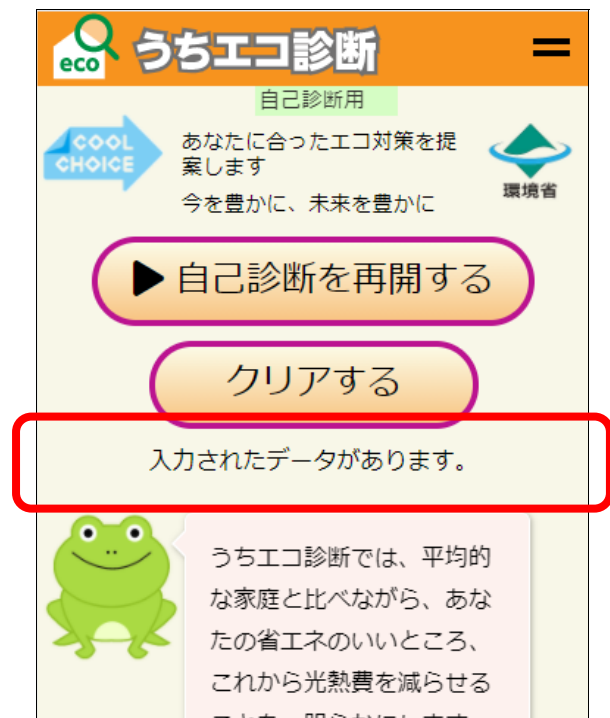 eco うちエコ診断
自己診断用
COOL
CHOICE
あなたに合ったエコ対策を提
案します
今を豊かに、未来を豊かに
環境省
▶自己診断を再開する
クリアする
入力されたデータがあります。
うちエコ診断では、平均的
な家庭と比べながら、あな
たの省エネのいいところ、
これから光熱費を減らせる